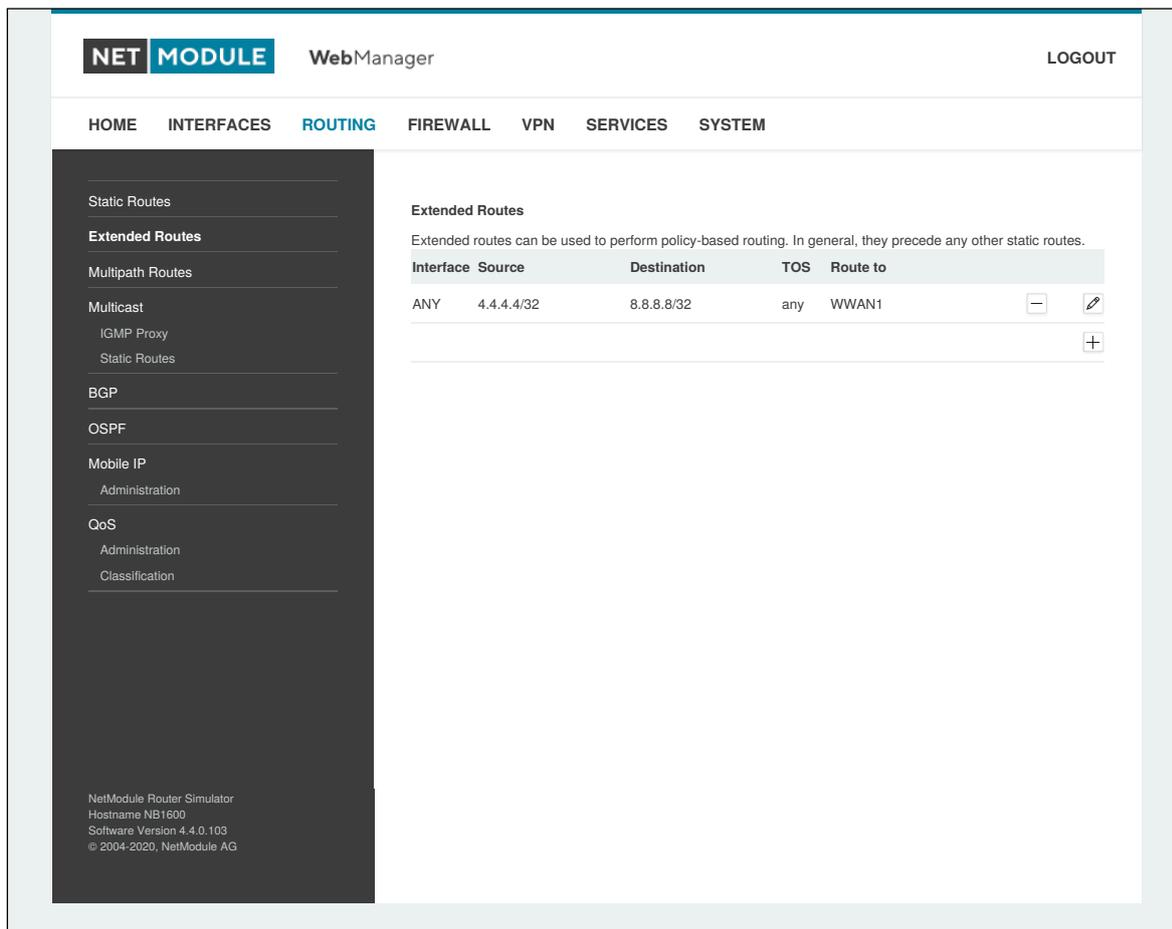 NET MODULE WebManager LOGOUT
HOME INTERFACES ROUTING FIREWALL VPN SERVICES SYSTEM
Static Routes
Extended Routes
Multipath Routes
Multicast
IGMP Proxy
Static Routes
BGP
OSPF
Mobile IP
Administration
QoS
Administration
Classification
NetModule Router Simulator
Hostname NB1600
Software Version 4.4.0.103
© 2004-2020, NetModule AG
Extended Routes
Extended routes can be used to perform policy-based routing. In general, they precede any other static routes.
Interface Source Destination TOS Route to
ANY 4.4.4.4/32 8.8.8.8/32 any WWAN1